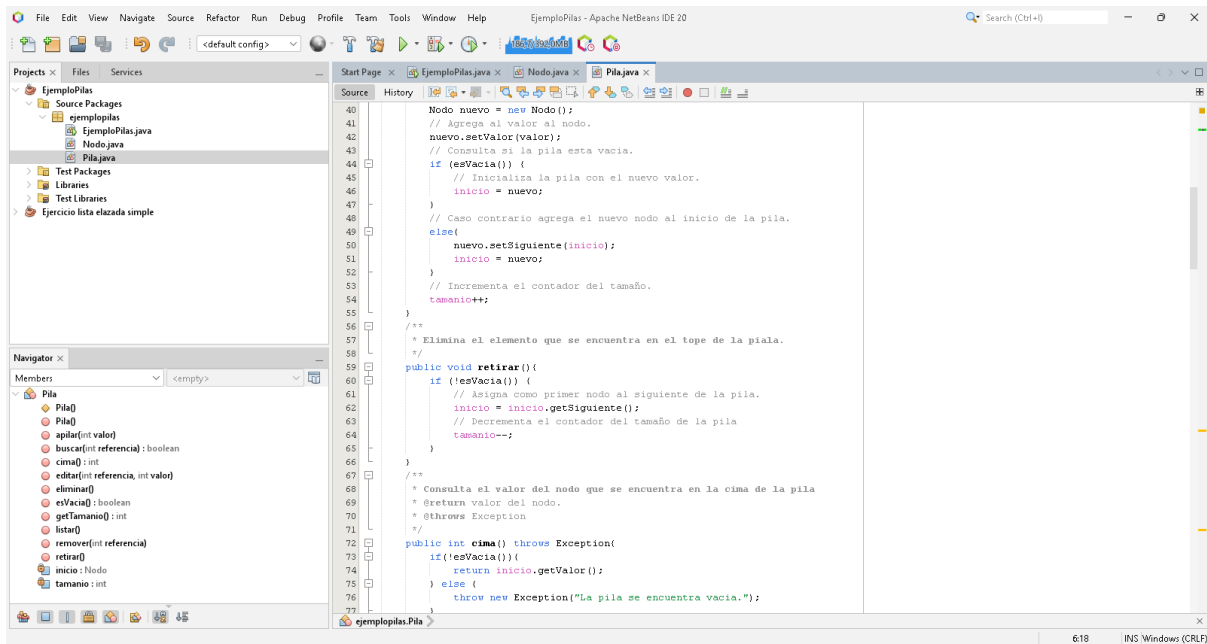 File Edit View Navigate Source Refactor Run Debug Profile Team Tools Window Help EjemploPilas - Apache NetBeans IDE 20 Search (Ctrl+I)
<default config> 186,7/392,0MB
Projects Files Services
EjemploPilas
Source Packages
ejemplopilas
EjemploPilas.java
Nodo.java
Pila.java
Test Packages
Libraries
Test Libraries
Ejercicio lista elazada simple
Navigator
Members <empty>
Pila
Pila()
Pila()
apilar(int valor)
buscar(int referencia) : boolean
cima() : int
editar(int referencia, int valor)
eliminar()
esVacia() : boolean
getTamanio() : int
listar()
remover(int referencia)
retirar()
inicio : Nodo
tamanio : int
Start Page EjemploPilas.java Nodo.java Pila.java
Source History
40 Nodo nuevo = new Nodo();
41 // Agrega al valor al nodo.
42 nuevo.setValor(valor);
43 // Consulta si la pila esta vacia.
44 if (esVacia()) {
45 // Inicializa la pila con el nuevo valor.
46 inicio = nuevo;
47 }
48 // Caso contrario agrega el nuevo nodo al inicio de la pila.
49 else{
50 nuevo.setSiguiente(inicio);
51 inicio = nuevo;
52 }
53 // Incrementa el contador del tamaño.
54 tamanio++;
55 }
56 /**
57 * Elimina el elemento que se encuentra en el tope de la piala.
58 */
59 public void retirar(){
60 if (!esVacia()) {
61 // Asigna como primer nodo al siguiente de la pila.
62 inicio = inicio.getSiguiente();
63 // Decrementa el contador del tamaño de la pila
64 tamanio--;
65 }
66 }
67 /**
68 * Consulta el valor del nodo que se encuentra en la cima de la pila
69 * @return valor del nodo.
70 * @throws Exception
71 */
72 public int cima() throws Exception{
73 if(!esVacia()){
74 return inicio.getValor();
75 } else {
76 throw new Exception("La pila se encuentra vacia.");
77 }
ejemplopilas.Pila
6:18 INS Windows (CRLF)